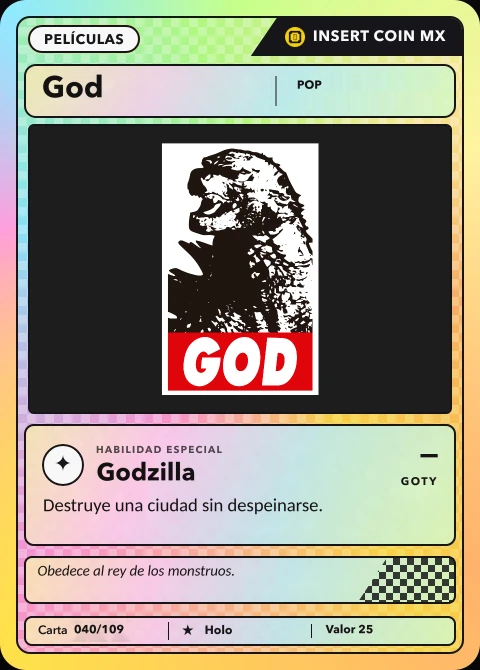 PELÍCULAS
INSERT COIN MX
God
POP
GOD
HABILIDAD ESPECIAL
Godzilla
—
GOTY
Destruye una ciudad sin despeinarse.
Obedece al rey de los monstruos.
Carta 040/109
★ Holo
Valor 25